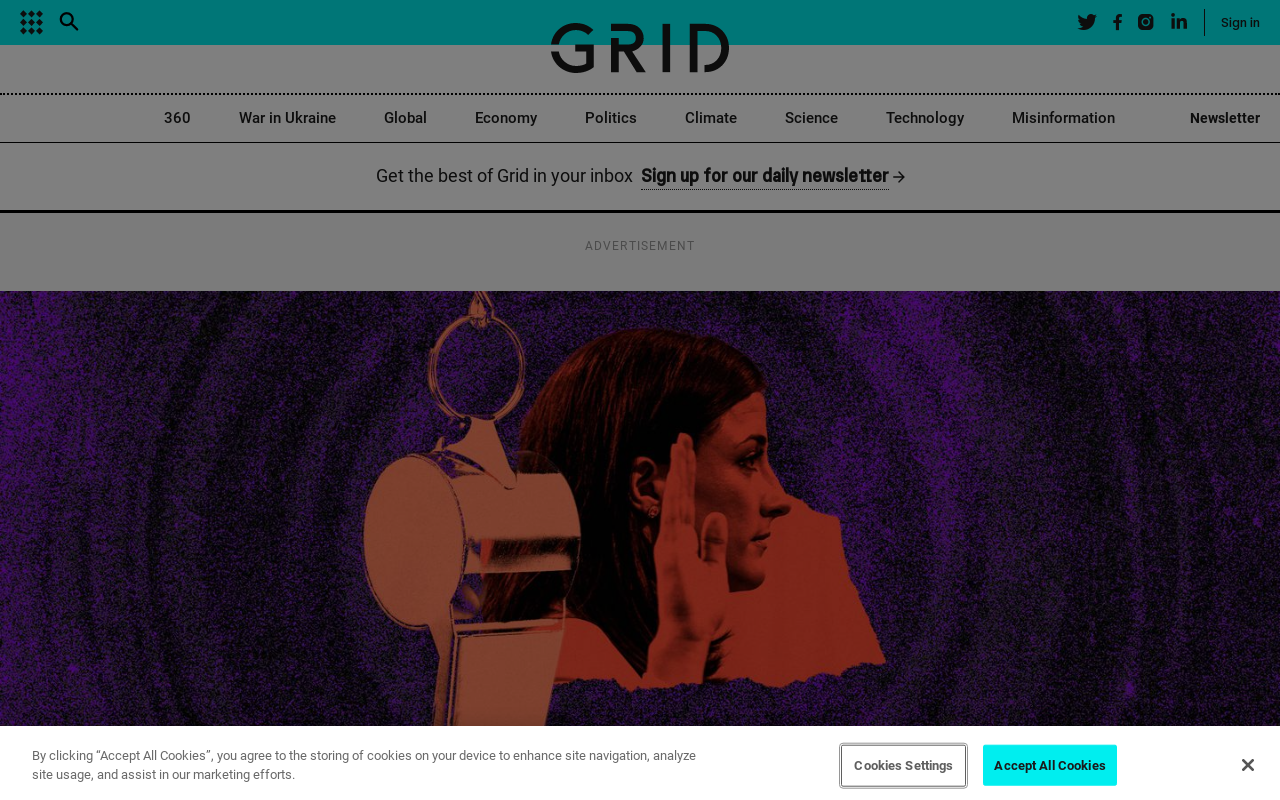 GRID
Sign in
360
War in Ukraine
Global
Economy
Politics
Climate
Science
Technology
Misinformation
Newsletter
Get the best of Grid in your inbox Sign up for our daily newsletter
ADVERTISEMENT
By clicking “Accept All Cookies”, you agree to the storing of cookies on your device to enhance site navigation, analyze
site usage, and assist in our marketing efforts.
Cookies Settings
Accept All Cookies